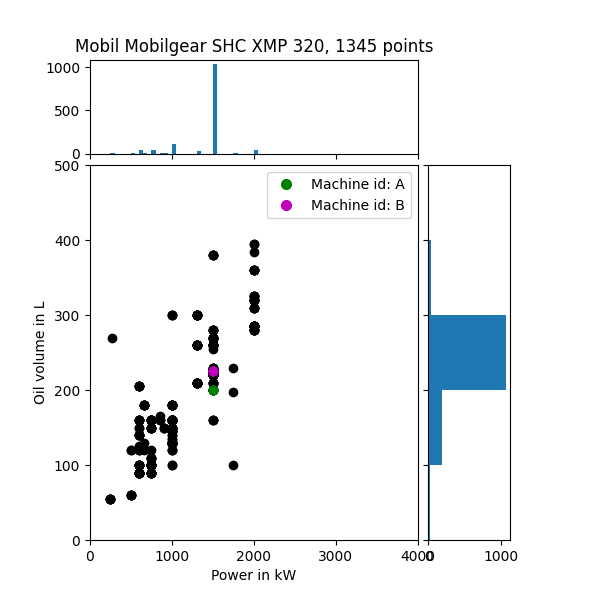 Mobil Mobilgear SHC XMP 320, 1345 points
1000
500
0
500
400
300
200
100
0
Oil volume in L
Machine id: A
Machine id: B
0 1000 2000 3000 4000
0 1000
Power in kW